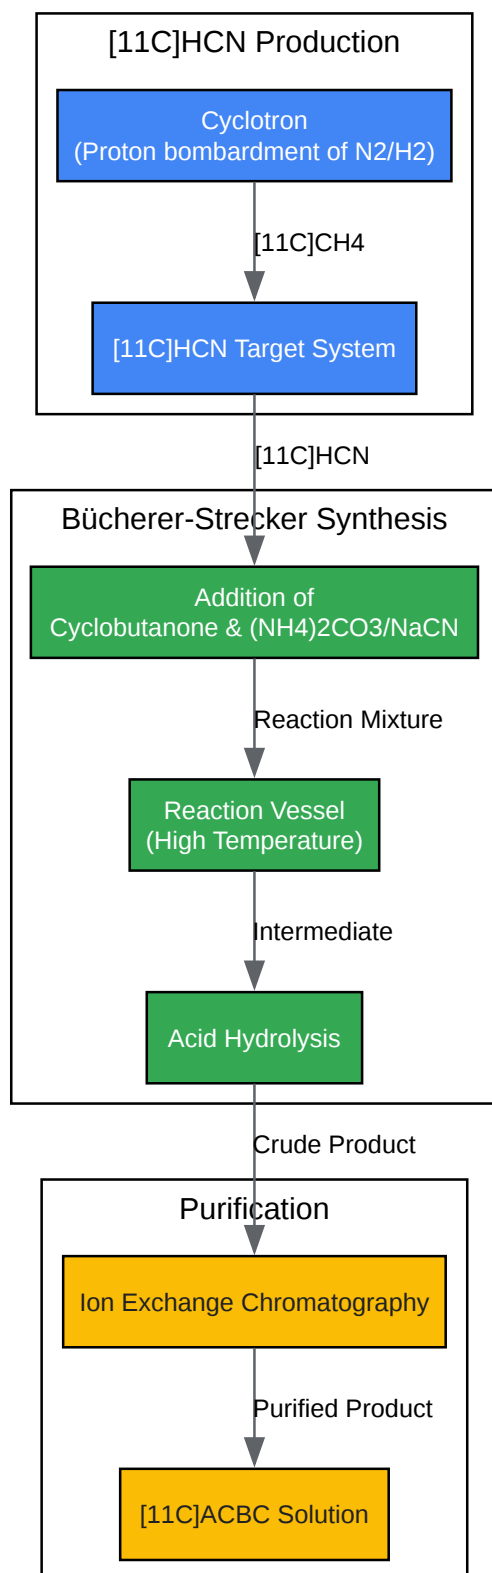 [11C]HCN Production
Cyclotron
(Proton bombardment of N2/H2)
[11C]CH4
[11C]HCN Target System
[11C]HCN
Bücherer-Strecker Synthesis
Addition of
Cyclobutanone & (NH4)2CO3/NaCN
Reaction Mixture
Reaction Vessel
(High Temperature)
Intermediate
Acid Hydrolysis
Crude Product
Purification
Ion Exchange Chromatography
Purified Product
[11C]ACBC Solution